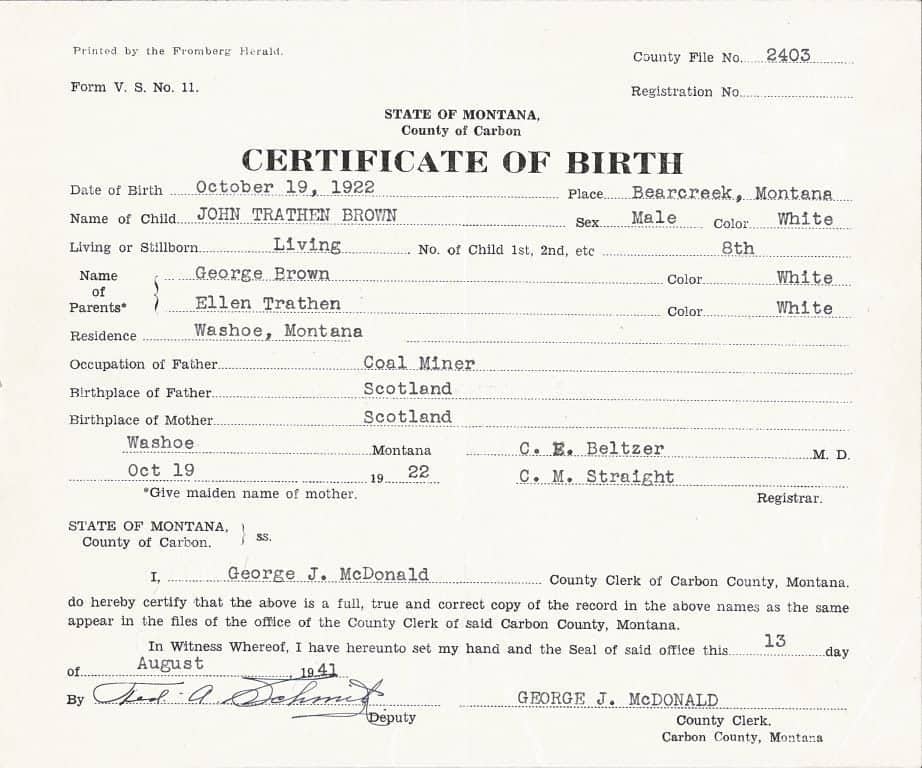 Printed by the Fromberg Herald.
County File No. 2403
Form V. S. No. 11.
Registration No.
STATE OF MONTANA,
County of Carbon
CERTIFICATE OF BIRTH
Date of Birth October 19, 1922 Place Bearcreek, Montana
Name of Child JOHN TRATHEN BROWN Sex Male Color White
Living or Stillborn Living No. of Child 1st, 2nd, etc 8th
Name of Parents* George Brown Color White
Ellen Trathen Color White
Residence Washoe, Montana
Occupation of Father Coal Miner
Birthplace of Father Scotland
Birthplace of Mother Scotland
Washoe Montana C. E. Beltzer M. D.
Oct 19 19 22 C. M. Straight
*Give maiden name of mother. Registrar.
STATE OF MONTANA,
County of Carbon. } ss.
I, George J. McDonald County Clerk of Carbon County, Montana.
do hereby certify that the above is a full, true and correct copy of the record in the above names as the same
appear in the files of the office of the County Clerk of said Carbon County, Montana.
In Witness Whereof, I have hereunto set my hand and the Seal of said office this 13 day
of August 1941
By Fred A Schmit GEORGE J. McDONALD
Deputy County Clerk.
Carbon County, Montana